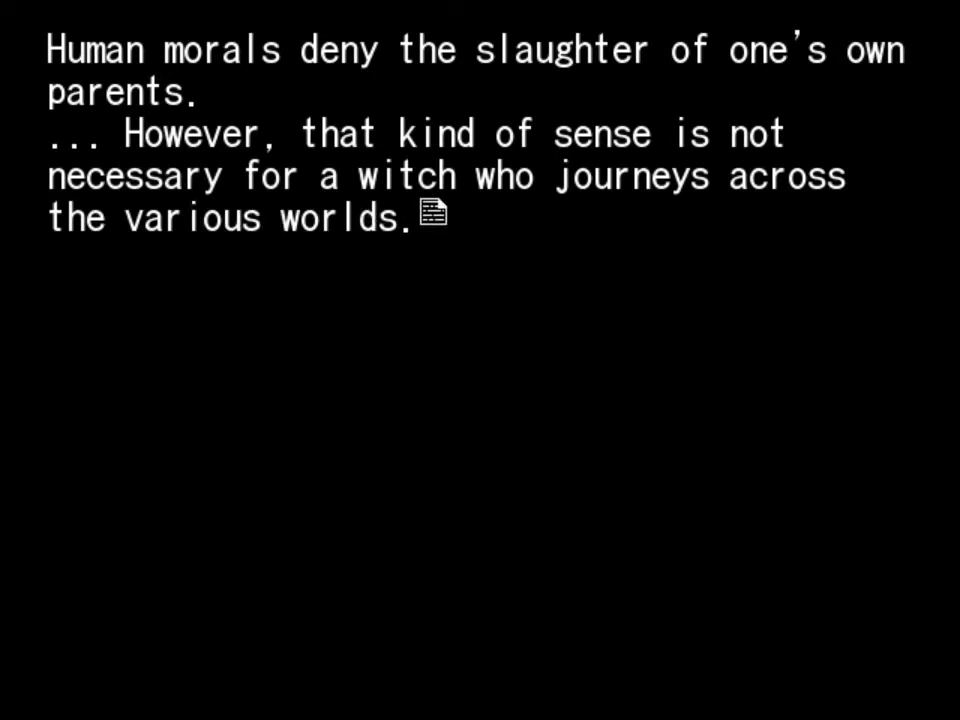 Human morals deny the slaughter of one's own
parents.
... However, that kind of sense is not
necessary for a witch who journeys across
the various worlds.